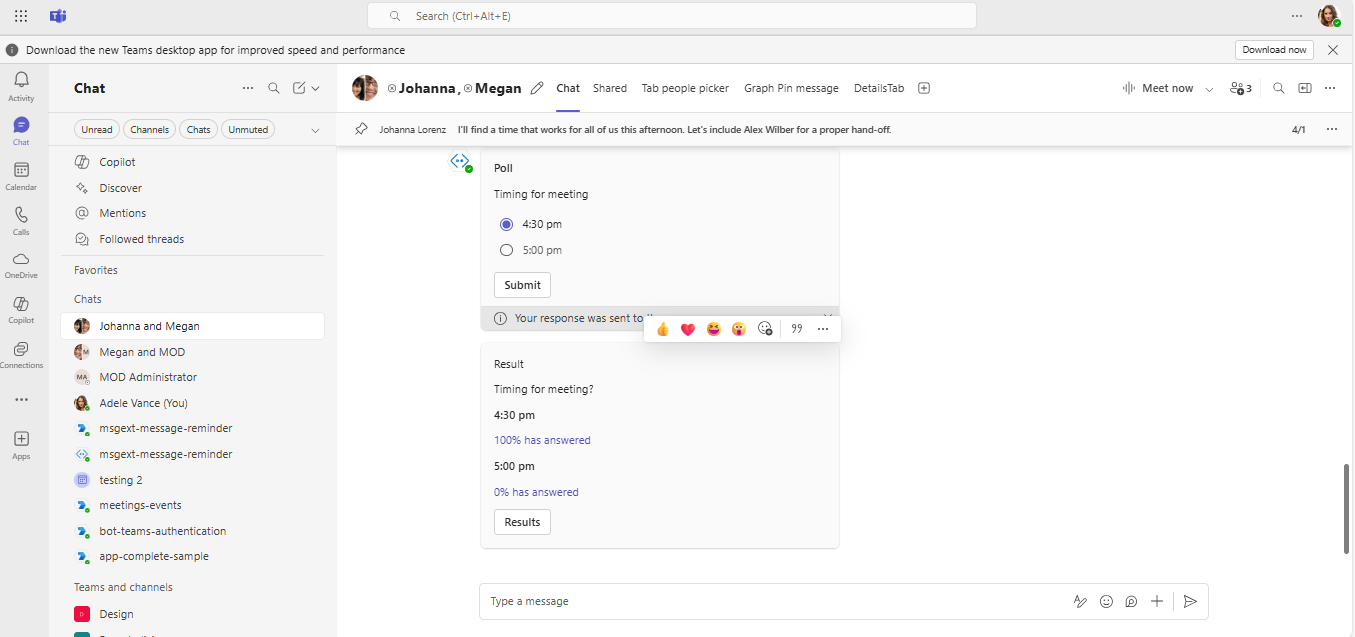 Search (Ctrl+Alt+E)
Download the new Teams desktop app for improved speed and performance
Download now
Activity
Chat
Calendar
Calls
OneDrive
Copilot
Connections
Apps
Chat
Unread
Channels
Chats
Unmuted
Copilot
Discover
Mentions
Followed threads
Favorites
Chats
Johanna and Megan
Megan and MOD
MA MOD Administrator
Adele Vance (You)
msgext-message-reminder
msgext-message-reminder
testing 2
meetings-events
bot-teams-authentication
app-complete-sample
Teams and channels
D Design
Johanna, Megan
Chat
Shared
Tab people picker
Graph Pin message
DetailsTab
Meet now
3
Johanna Lorenz I'll find a time that works for all of us this afternoon. Let's include Alex Wilber for a proper hand-off.
4/1
Poll
Timing for meeting
4:30 pm
5:00 pm
Submit
Your response was sent to
Result
Timing for meeting?
4:30 pm
100% has answered
5:00 pm
0% has answered
Results
Type a message